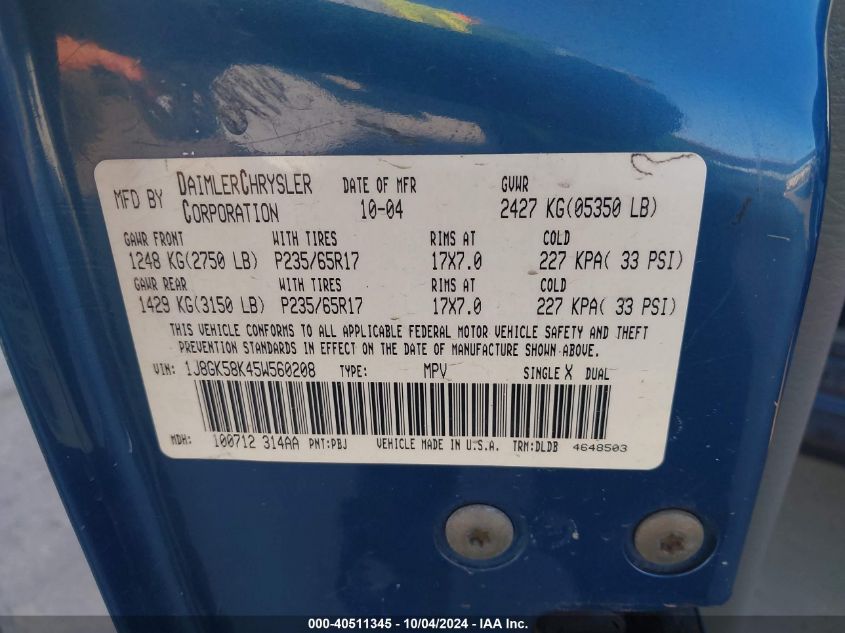 MFD BY DAIMLERCHRYSLER CORPORATION DATE OF MFR 10-04 GVWR 2427 KG(05350 LB)
GAWR FRONT WITH TIRES RIMS AT COLD
1248 KG(2750 LB) P235/65R17 17X7.0 227 KPA( 33 PSI)
GAWR REAR WITH TIRES RIMS AT COLD
1429 KG(3150 LB) P235/65R17 17X7.0 227 KPA( 33 PSI)
THIS VEHICLE CONFORMS TO ALL APPLICABLE FEDERAL MOTOR VEHICLE SAFETY AND THEFT
PREVENTION STANDARDS IN EFFECT ON THE DATE OF MANUFACTURE SHOWN ABOVE.
VIN: 1J8GK58K45W560208 TYPE: MPV SINGLE X DUAL
MDH: 100712 314AA PNT:PBJ VEHICLE MADE IN U.S.A. TRM:DLDB 4648503
000-40511345 - 10/04/2024 - IAA Inc.